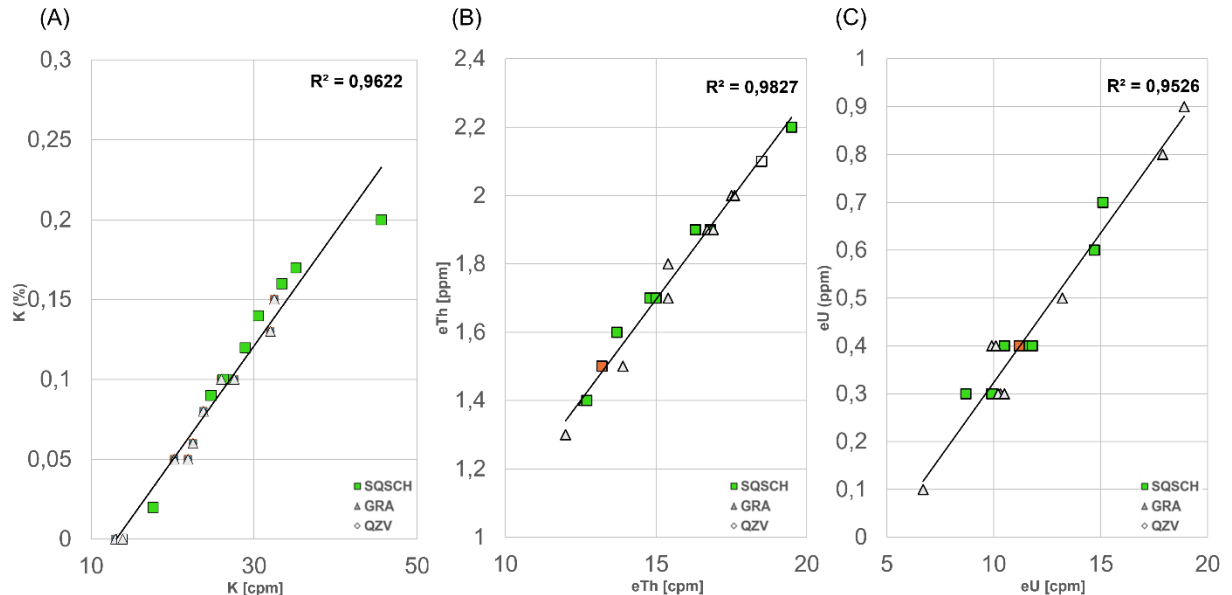 (A)
R² = 0,9622
0,3
0,25
0,2
0,15
0,1
0,05
0
K (%)
10
30
50
K [cpm]
SQSCH
GRA
QZV
(B)
R² = 0,9827
2,4
2,2
2
1,8
1,6
1,4
1,2
1
eTh [ppm]
10
15
20
eTh [cpm]
SQSCH
GRA
QZV
(C)
R² = 0,9526
1
0,9
0,8
0,7
0,6
0,5
0,4
0,3
0,2
0,1
0
eU (ppm)
5
10
15
20
eU [cpm]
SQSCH
GRA
QZV